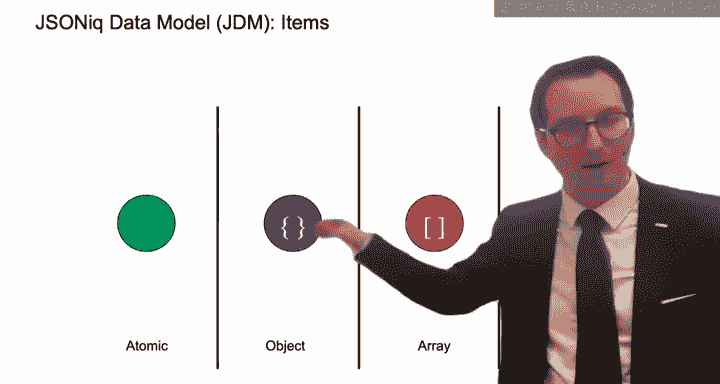 JSONiq Data Model (JDM): Items
{ }
[ ]
Atomic
Object
Array